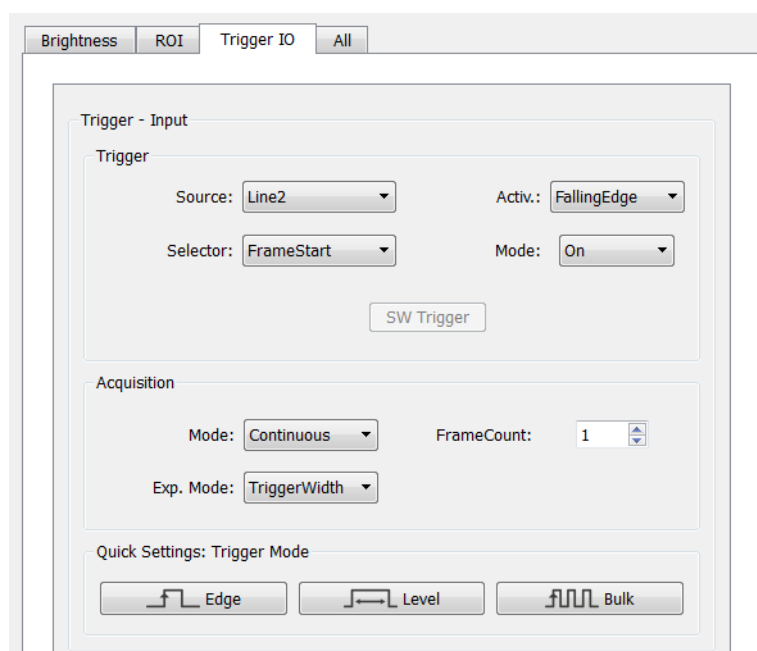 Brightness ROI Trigger IO All
Trigger - Input
Trigger
Source: Line2 Activ.: FallingEdge
Selector: FrameStart Mode: On
SW Trigger
Acquisition
Mode: Continuous FrameCount: 1
Exp. Mode: TriggerWidth
Quick Settings: Trigger Mode
Edge Level Bulk